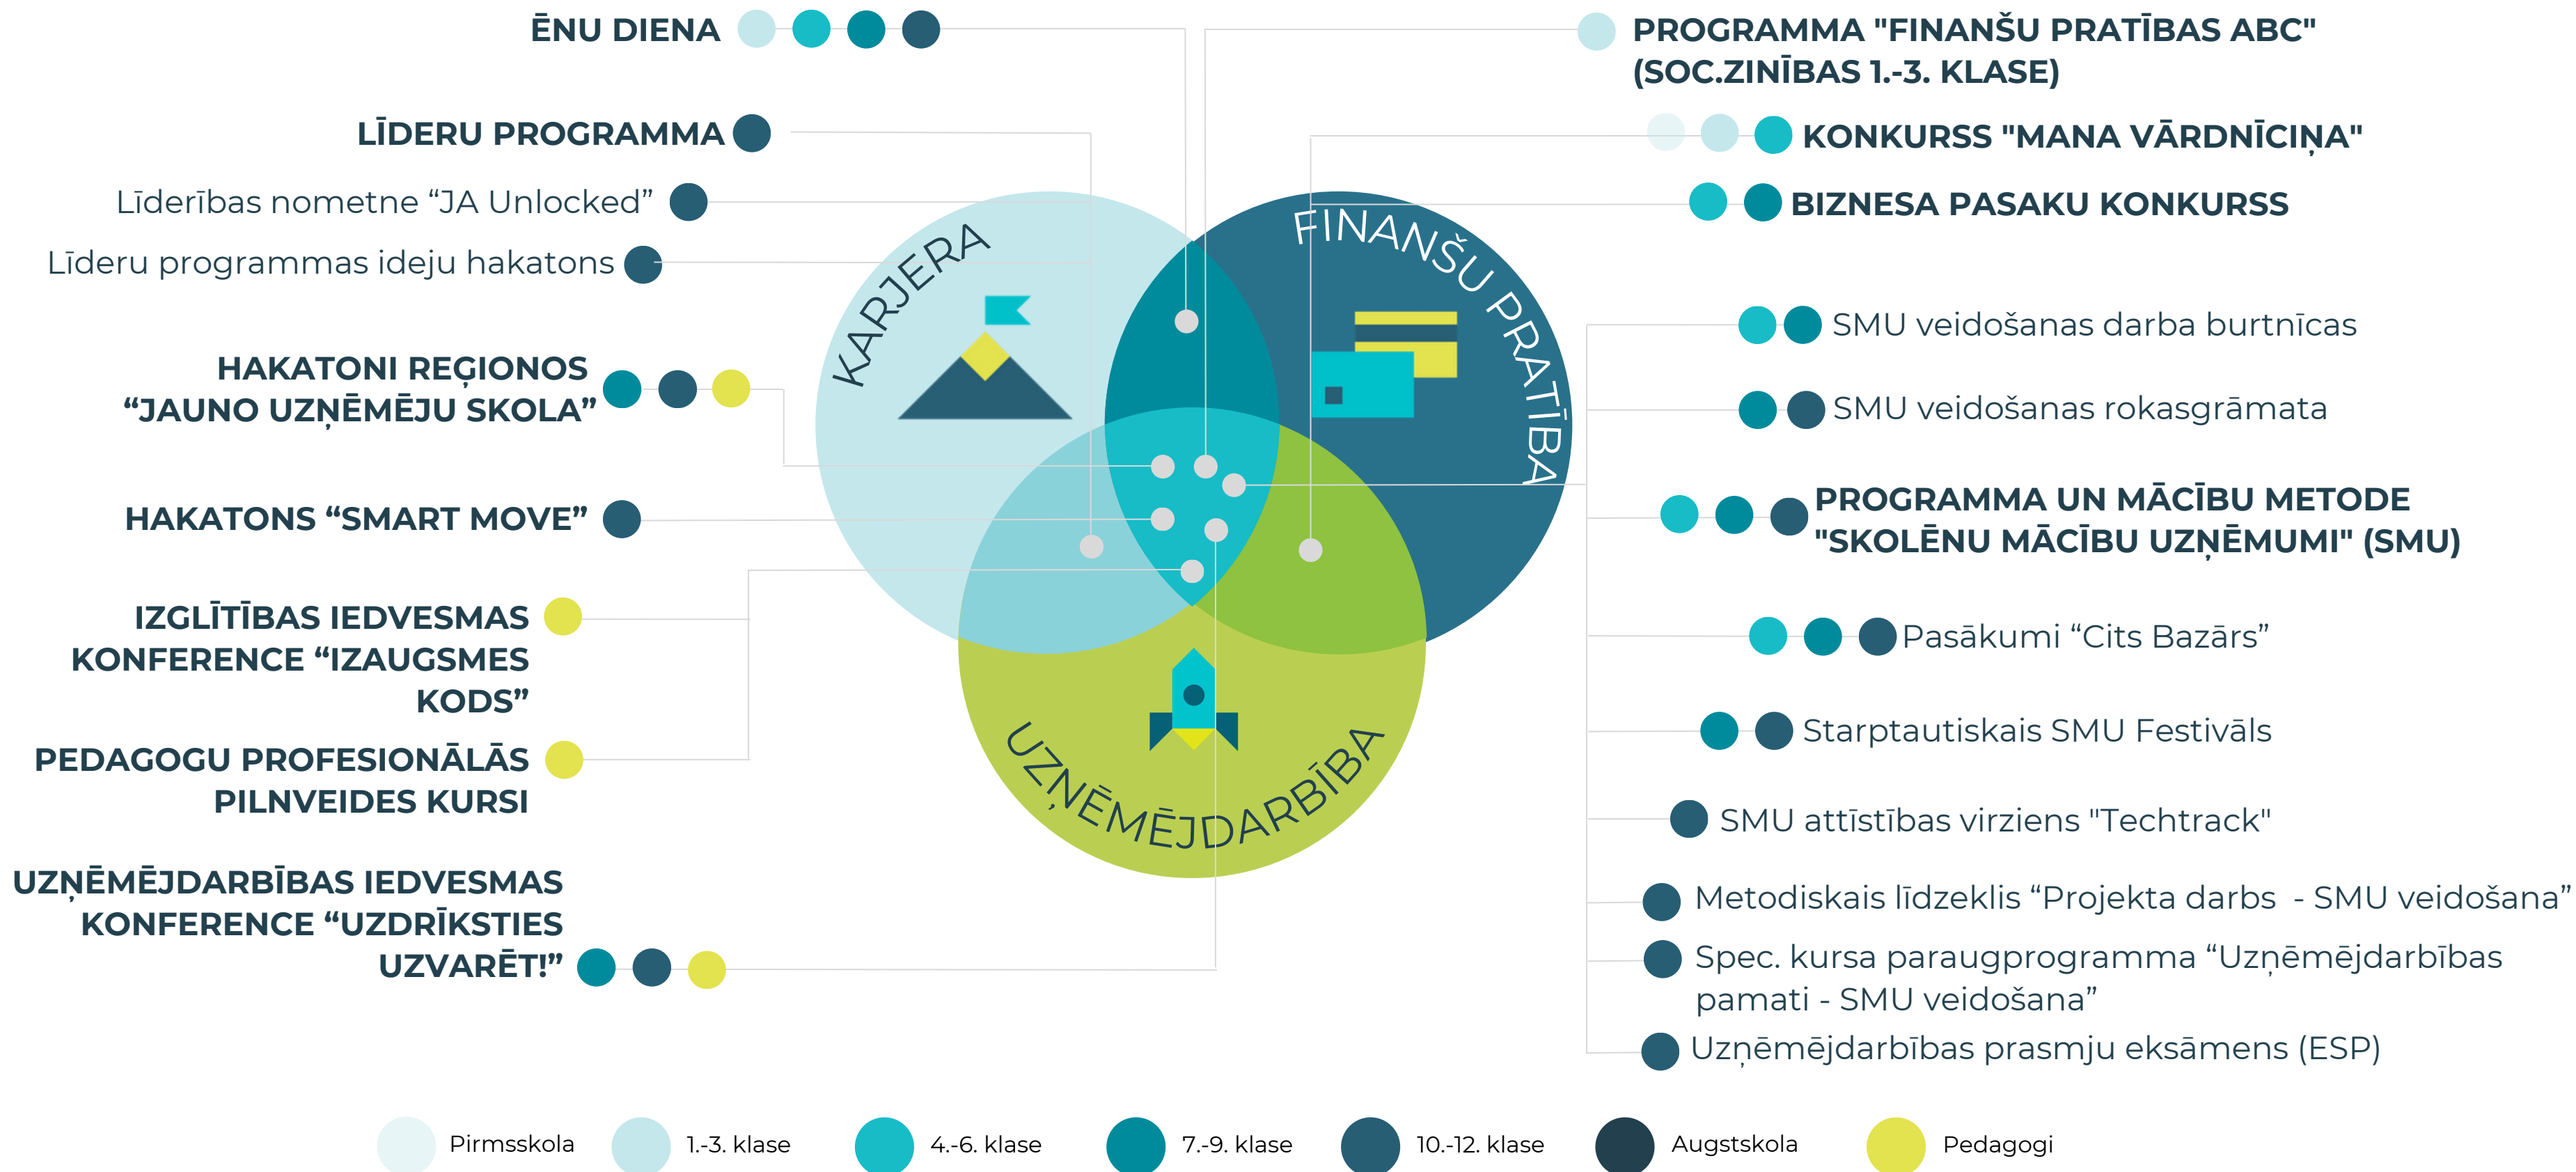 ĒNU DIENA
LĪDERU PROGRAMMA
Līderības nometne “JA Unlocked”
Līderu programmas ideju hakatons
HAKATONI REĢIONOS
“JAUNO UZŅĒMĒJU SKOLA”
HAKATONS “SMART MOVE”
IZGLĪTĪBAS IEDVESMAS
KONFERENCE “IZAUGSMES
KODS”
PEDAGOGU PROFESIONĀLĀS
PILNVEIDES KURSI
UZŅĒMĒJDARBĪBAS IEDVESMAS
KONFERENCE “UZDRĪKSTIES
UZVARĒT!”
KARJERA
FINANŠU PRATĪBA
UZŅĒMĒJDARBĪBA
PROGRAMMA "FINANŠU PRATĪBAS ABC"
(SOC.ZINĪBAS 1.-3. KLASE)
KONKURSS "MANA VĀRDNĪCIŅA"
BIZNESA PASAKU KONKURSS
SMU veidošanas darba burtnīcas
SMU veidošanas rokasgrāmata
PROGRAMMA UN MĀCĪBU METODE
"SKOLĒNU MĀCĪBU UZŅĒMUMI" (SMU)
Pasākumi “Cits Bazārs”
Starptautiskais SMU Festivāls
SMU attīstības virziens "Techtrack"
Metodiskais līdzeklis “Projekta darbs - SMU veidošana”
Spec. kursa paraugprogramma “Uzņēmējdarbības
pamati - SMU veidošana”
Uzņēmējdarbības prasmju eksāmens (ESP)
Pirmsskola
1.-3. klase
4.-6. klase
7.-9. klase
10.-12. klase
Augstskola
Pedagogi